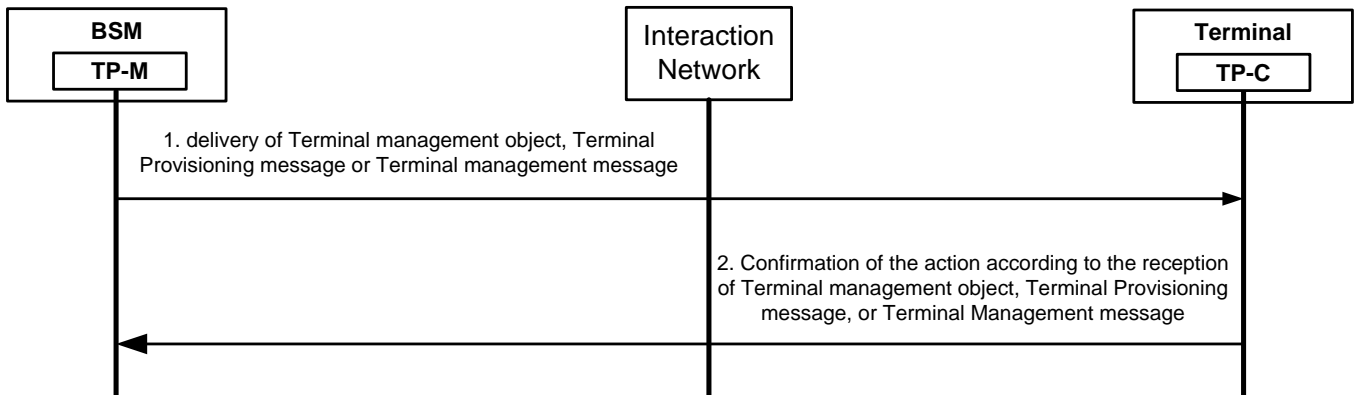 BSM
TP-M
Interaction
Network
Terminal
TP-C
1. delivery of Terminal management object, Terminal
Provisioning message or Terminal management message
2. Confirmation of the action according to the reception
of Terminal management object, Terminal Provisioning
message, or Terminal Management message